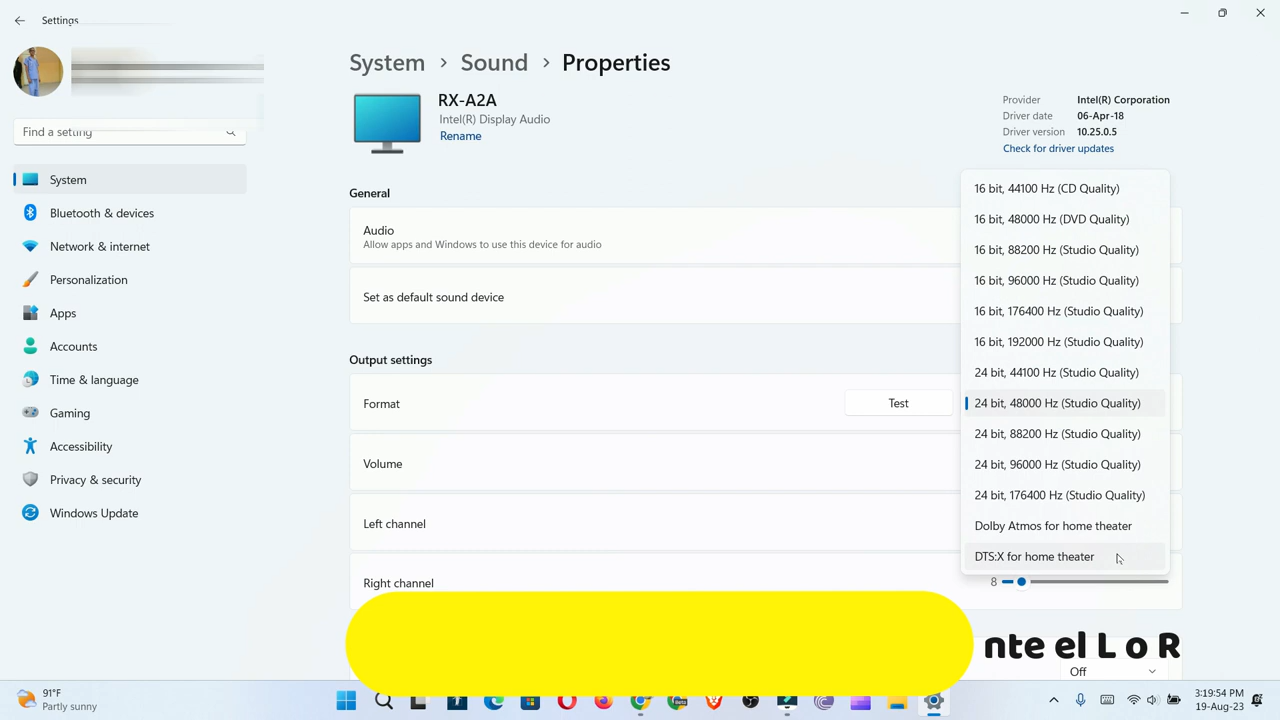 Settings
System > Sound > Properties
RX-A2A
Intel(R) Display Audio
Rename
Provider Intel(R) Corporation
Driver date 06-Apr-18
Driver version 10.25.0.5
Check for driver updates
Find a setting
System
Bluetooth & devices
Network & internet
Personalization
Apps
Accounts
Time & language
Gaming
Accessibility
Privacy & security
Windows Update
General
Audio
Allow apps and Windows to use this device for audio
Set as default sound device
Output settings
Format
Test
Volume
Left channel
Right channel
8
16 bit, 44100 Hz (CD Quality)
16 bit, 48000 Hz (DVD Quality)
16 bit, 88200 Hz (Studio Quality)
16 bit, 96000 Hz (Studio Quality)
16 bit, 176400 Hz (Studio Quality)
16 bit, 192000 Hz (Studio Quality)
24 bit, 44100 Hz (Studio Quality)
24 bit, 48000 Hz (Studio Quality)
24 bit, 88200 Hz (Studio Quality)
24 bit, 96000 Hz (Studio Quality)
24 bit, 176400 Hz (Studio Quality)
Dolby Atmos for home theater
DTS:X for home theater
nte el L o R
Off
91°F
Partly sunny
3:19:54 PM
19-Aug-23